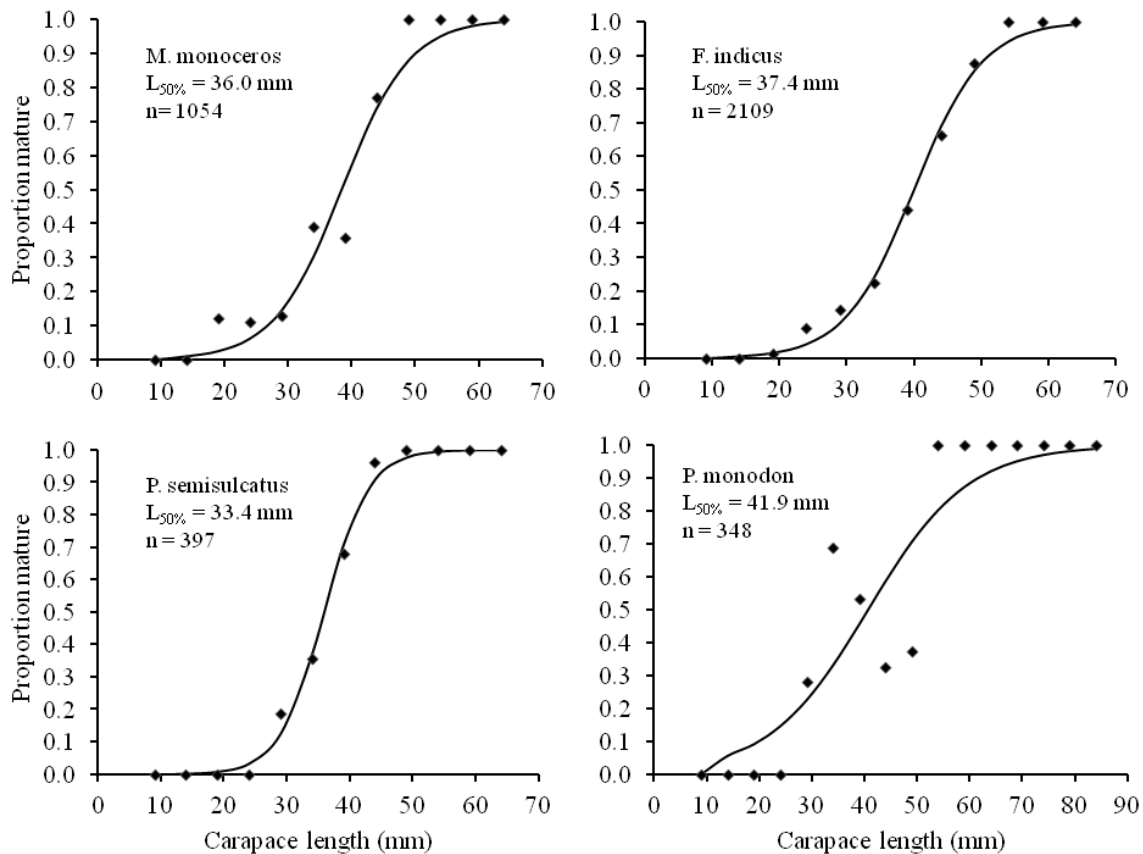 Proportion mature
1.0
0.9
0.8
0.7
0.6
0.5
0.4
0.3
0.2
0.1
0.0
M. monoceros
L50% = 36.0 mm
n= 1054
0 10 20 30 40 50 60 70
1.0
0.9
0.8
0.7
0.6
0.5
0.4
0.3
0.2
0.1
0.0
F. indicus
L50% = 37.4 mm
n = 2109
0 10 20 30 40 50 60 70
Proportion mature
1.0
0.9
0.8
0.7
0.6
0.5
0.4
0.3
0.2
0.1
0.0
P. semisulcatus
L50% = 33.4 mm
n = 397
0 10 20 30 40 50 60 70
Carapace length (mm)
1.0
0.9
0.8
0.7
0.6
0.5
0.4
0.3
0.2
0.1
0.0
P. monodon
L50% = 41.9 mm
n = 348
0 10 20 30 40 50 60 70 80 90
Carapace length (mm)